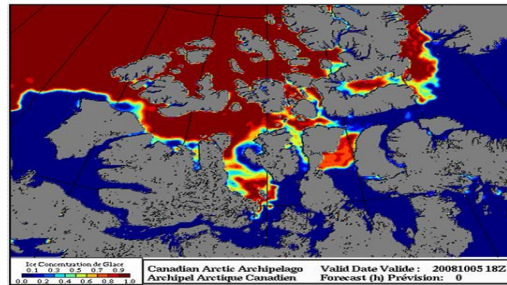 Ice Concentration de Glace
0.1 0.3 0.5 0.7 0.9
0.0 0.2 0.4 0.6 0.8 1.0
Canadian Arctic Archipelago Valid Date Valide : 20081005 18Z
Archipel Arctique Canadien Forecast (h) Prévision: 0